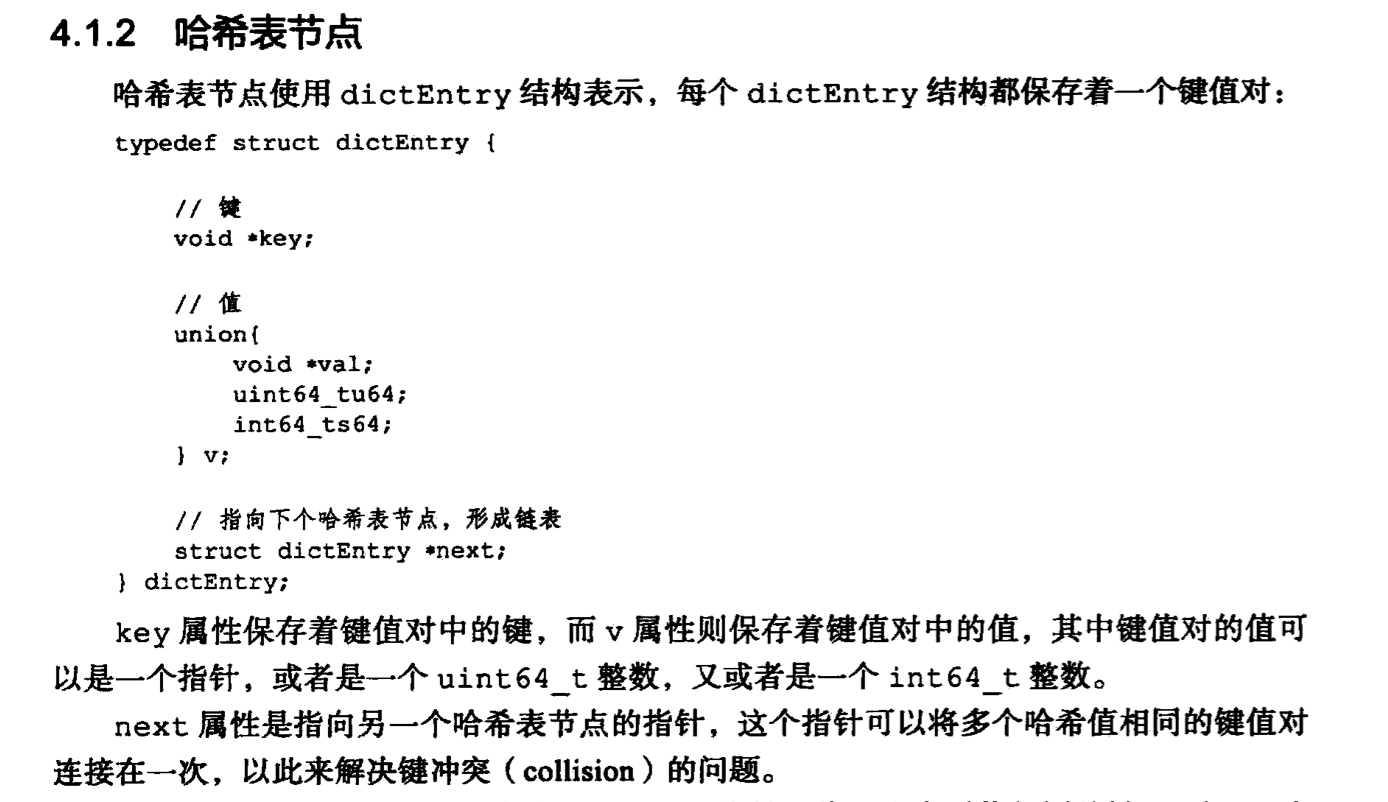 4.1.2 哈希表节点
哈希表节点使用 dictEntry 结构表示，每个 dictEntry 结构都保存着一个键值对：
typedef struct dictEntry {
// 键
void *key;
// 值
union{
void *val;
uint64_tu64;
int64_ts64;
} v;
// 指向下个哈希表节点，形成链表
struct dictEntry *next;
} dictEntry;
key 属性保存着键值对中的键，而 v 属性则保存着键值对中的值，其中键值对的值可
以是一个指针，或者是一个 uint64_t 整数，又或者是一个 int64_t 整数。
next 属性是指向另一个哈希表节点的指针，这个指针可以将多个哈希值相同的键值对
连接在一次，以此来解决键冲突（collision）的问题。